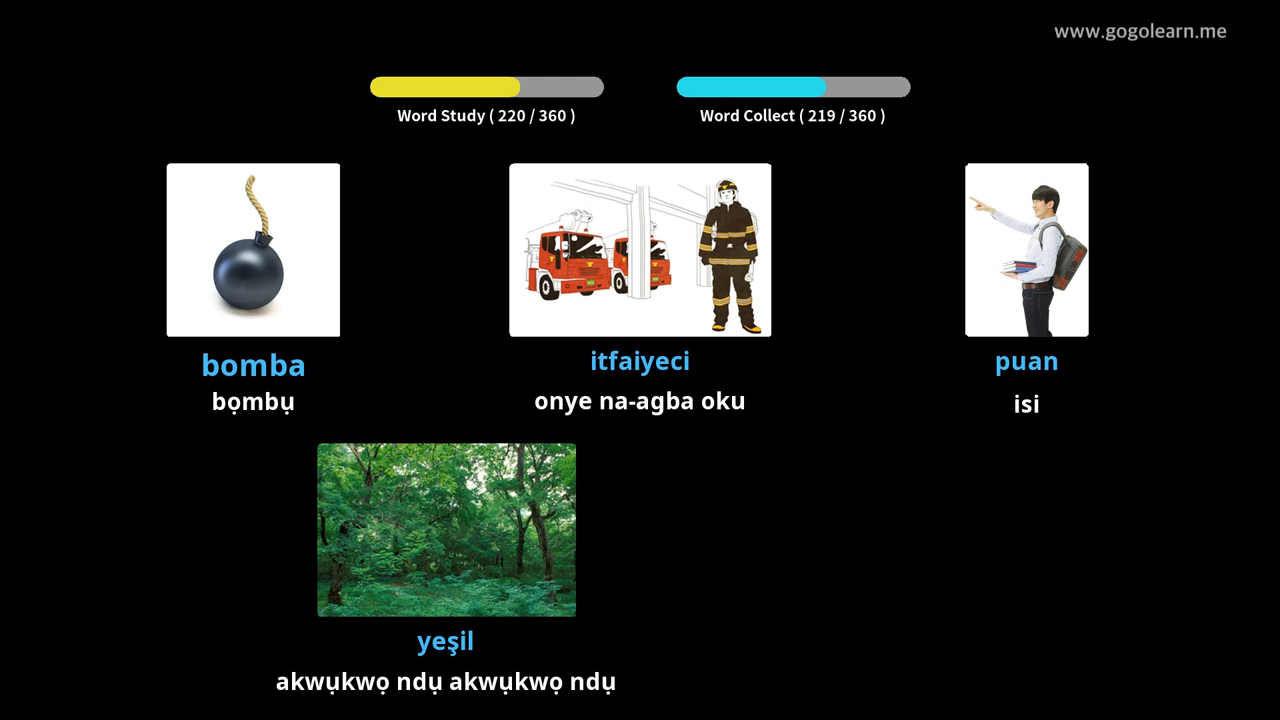 www.gogolearn.me
Word Study ( 220 / 360 )
Word Collect ( 219 / 360 )
bomba
bọmbụ
itfaiyeci
onye na-agba oku
puan
isi
yeşil
akwụkwọ ndụ akwụkwọ ndụ